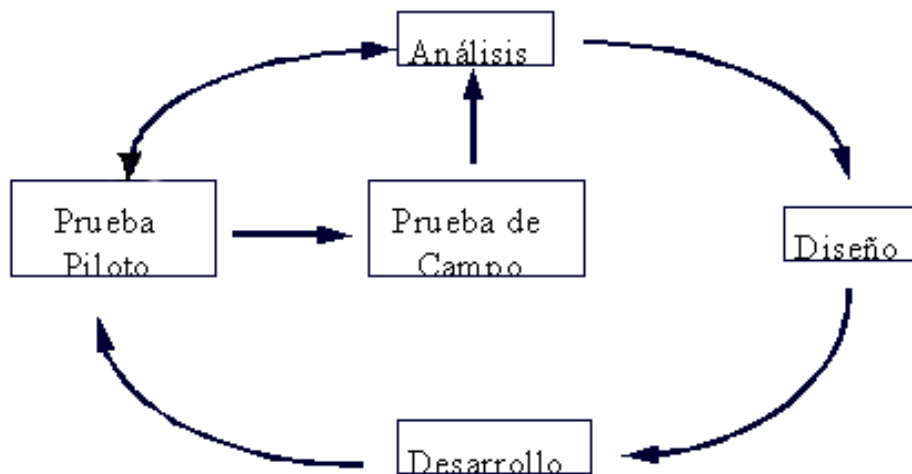 Análisis
Prueba
Piloto
Prueba de
Campo
Diseño
Desarrollo